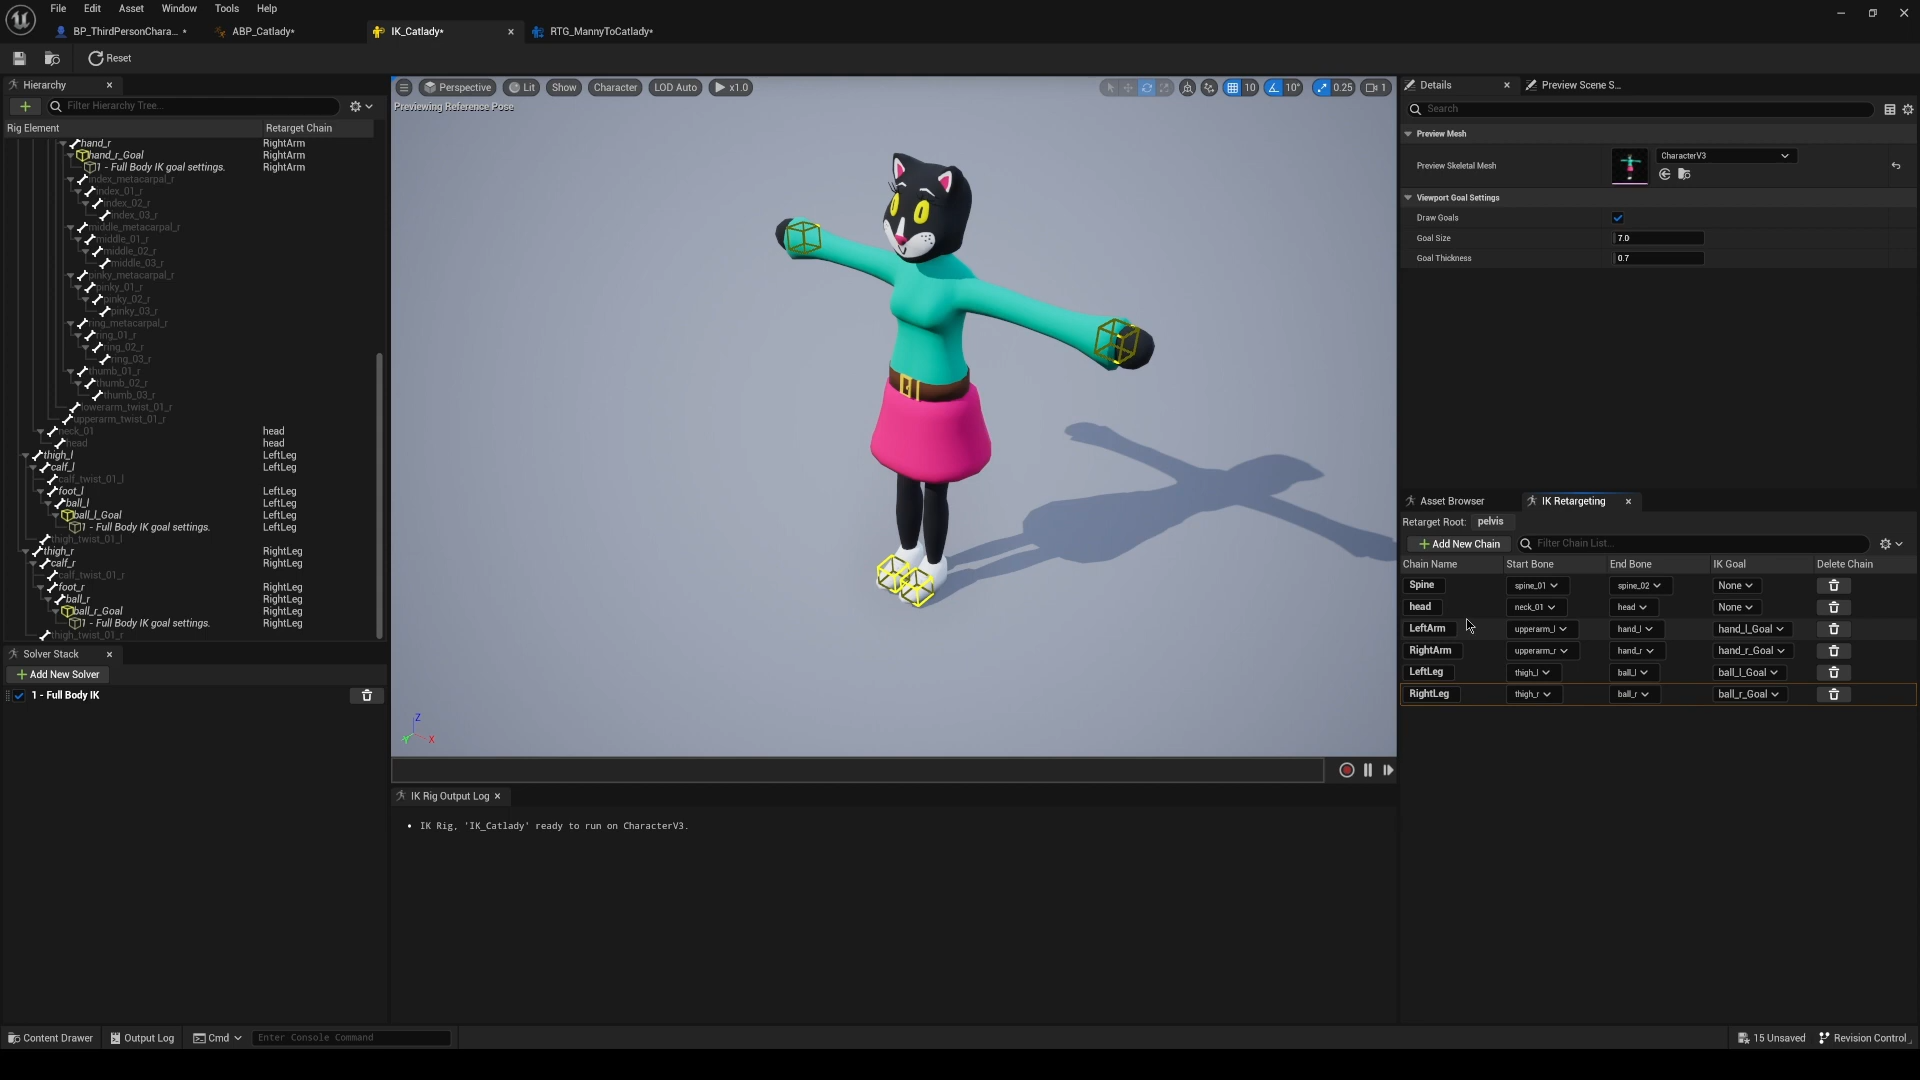 File Edit Asset Window Tools Help
BP_ThirdPersonChara... * ABP_Catlady* IK_Catlady* RTG_MannyToCatlady*
Reset
Hierarchy
Filter Hierarchy Tree...
Rig Element Retarget Chain
hand_r RightArm
hand_r_Goal RightArm
1 - Full Body IK goal settings. RightArm
index_metacarpal_r
index_01_r
index_02_r
index_03_r
middle_metacarpal_r
middle_01_r
middle_02_r
middle_03_r
pinky_metacarpal_r
pinky_01_r
pinky_02_r
pinky_03_r
ring_metacarpal_r
ring_01_r
ring_02_r
ring_03_r
thumb_01_r
thumb_02_r
thumb_03_r
lowerarm_twist_01_r
upperarm_twist_01_r
neck_01 head
head head
thigh_l LeftLeg
calf_l LeftLeg
calf_twist_01_l
foot_l LeftLeg
ball_l LeftLeg
ball_l_Goal LeftLeg
1 - Full Body IK goal settings. LeftLeg
thigh_twist_01_l
thigh_r RightLeg
calf_r RightLeg
calf_twist_01_r
foot_r RightLeg
ball_r RightLeg
ball_r_Goal RightLeg
1 - Full Body IK goal settings. RightLeg
thigh_twist_01_r
Solver Stack
Add New Solver
1 - Full Body IK
Perspective Lit Show Character LOD Auto x1.0 10 10° 0.25 1
Previewing Reference Pose
Z
Y X
IK Rig Output Log
• IK Rig, 'IK_Catlady' ready to run on CharacterV3.
Details Preview Scene S...
Search
Preview Mesh
Preview Skeletal Mesh CharacterV3
Viewport Goal Settings
Draw Goals
Goal Size 7.0
Goal Thickness 0.7
Asset Browser IK Retargeting
Retarget Root: pelvis
Add New Chain Filter Chain List...
Chain Name Start Bone End Bone IK Goal Delete Chain
Spine spine_01 spine_02 None
head neck_01 head None
LeftArm upperarm_l hand_l hand_l_Goal
RightArm upperarm_r hand_r hand_r_Goal
LeftLeg thigh_l ball_l ball_l_Goal
RightLeg thigh_r ball_r ball_r_Goal
Content Drawer Output Log Cmd Enter Console Command 15 Unsaved Revision Control